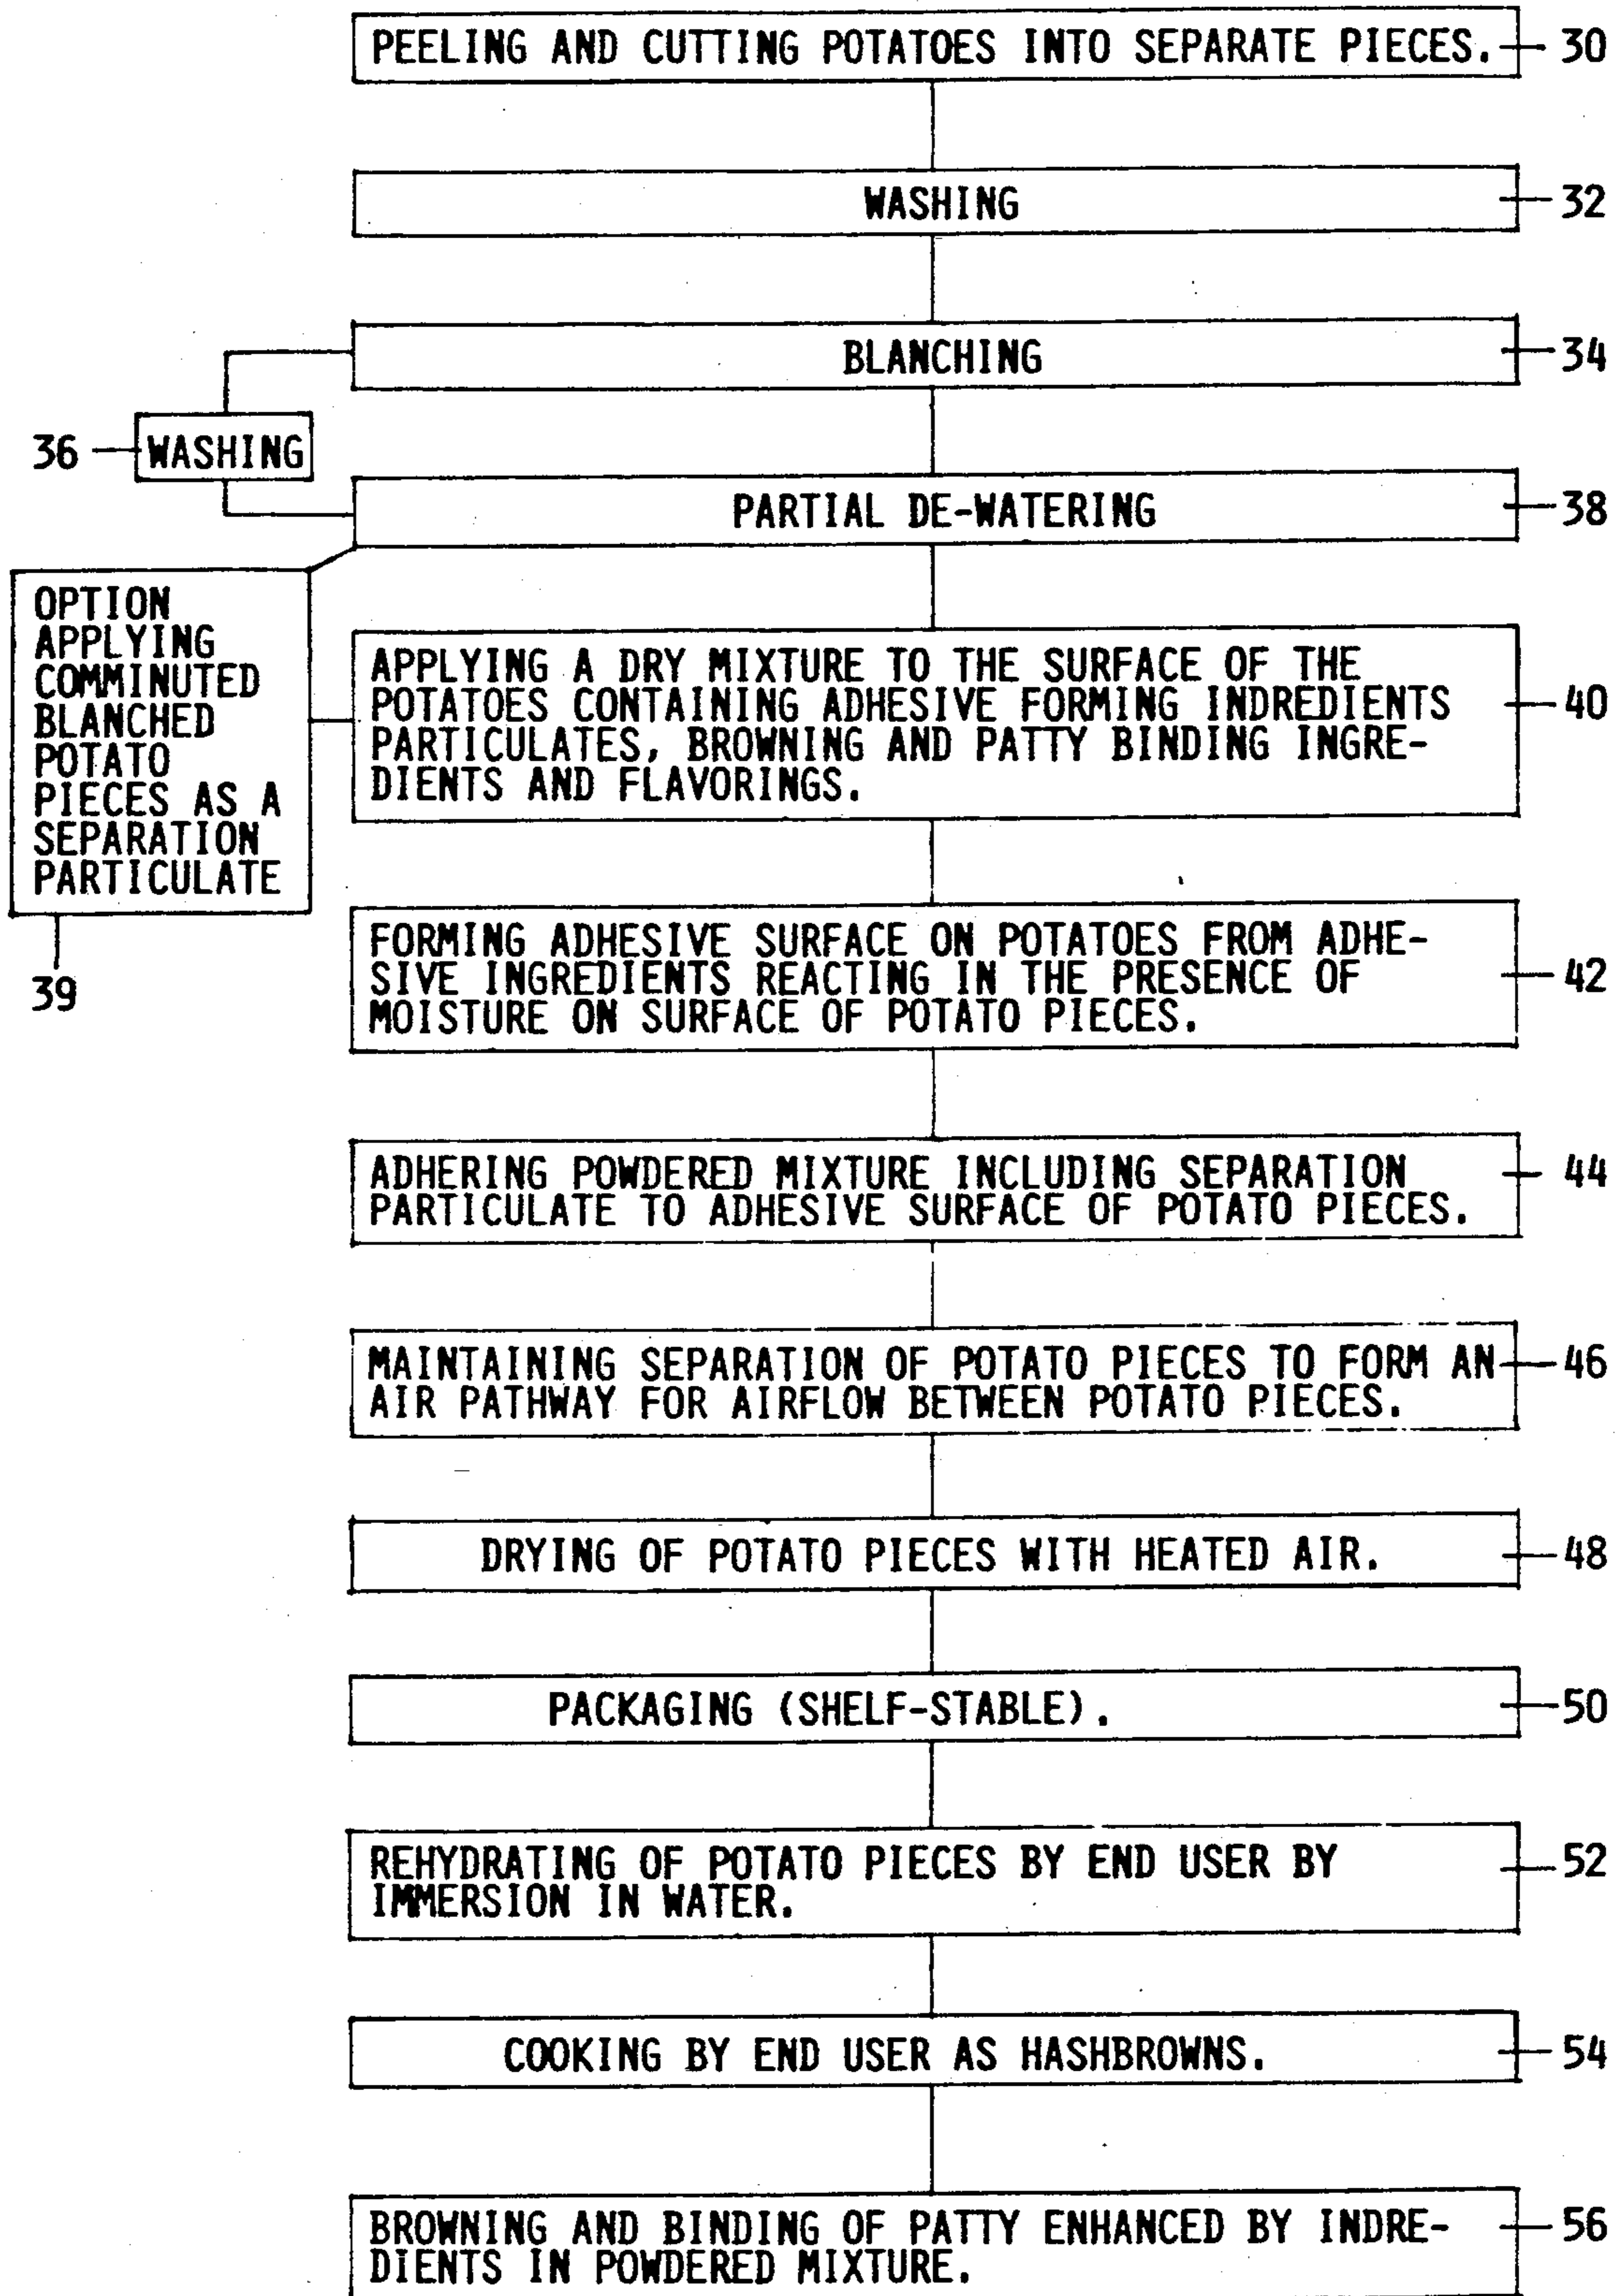 PEELING AND CUTTING POTATOES INTO SEPARATE PIECES. 30
WASHING 32
BLANCHING 34
36 WASHING
PARTIAL DE-WATERING 38
OPTION
APPLYING
COMMINUTED
BLANCHED
POTATO
PIECES AS A
SEPARATION
PARTICULATE
39
APPLYING A DRY MIXTURE TO THE SURFACE OF THE
POTATOES CONTAINING ADHESIVE FORMING INDREDIENTS 40
PARTICULATES, BROWNING AND PATTY BINDING INGRE-
DIENTS AND FLAVORINGS.
FORMING ADHESIVE SURFACE ON POTATOES FROM ADHE-
SIVE INGREDIENTS REACTING IN THE PRESENCE OF 42
MOISTURE ON SURFACE OF POTATO PIECES.
ADHERING POWDERED MIXTURE INCLUDING SEPARATION 44
PARTICULATE TO ADHESIVE SURFACE OF POTATO PIECES.
MAINTAINING SEPARATION OF POTATO PIECES TO FORM AN 46
AIR PATHWAY FOR AIRFLOW BETWEEN POTATO PIECES.
DRYING OF POTATO PIECES WITH HEATED AIR. 48
PACKAGING (SHELF-STABLE). 50
REHYDRATING OF POTATO PIECES BY END USER BY 52
IMMERSION IN WATER.
COOKING BY END USER AS HASHBROWNS. 54
BROWNING AND BINDING OF PATTY ENHANCED BY INDRE- 56
DIENTS IN POWDERED MIXTURE.